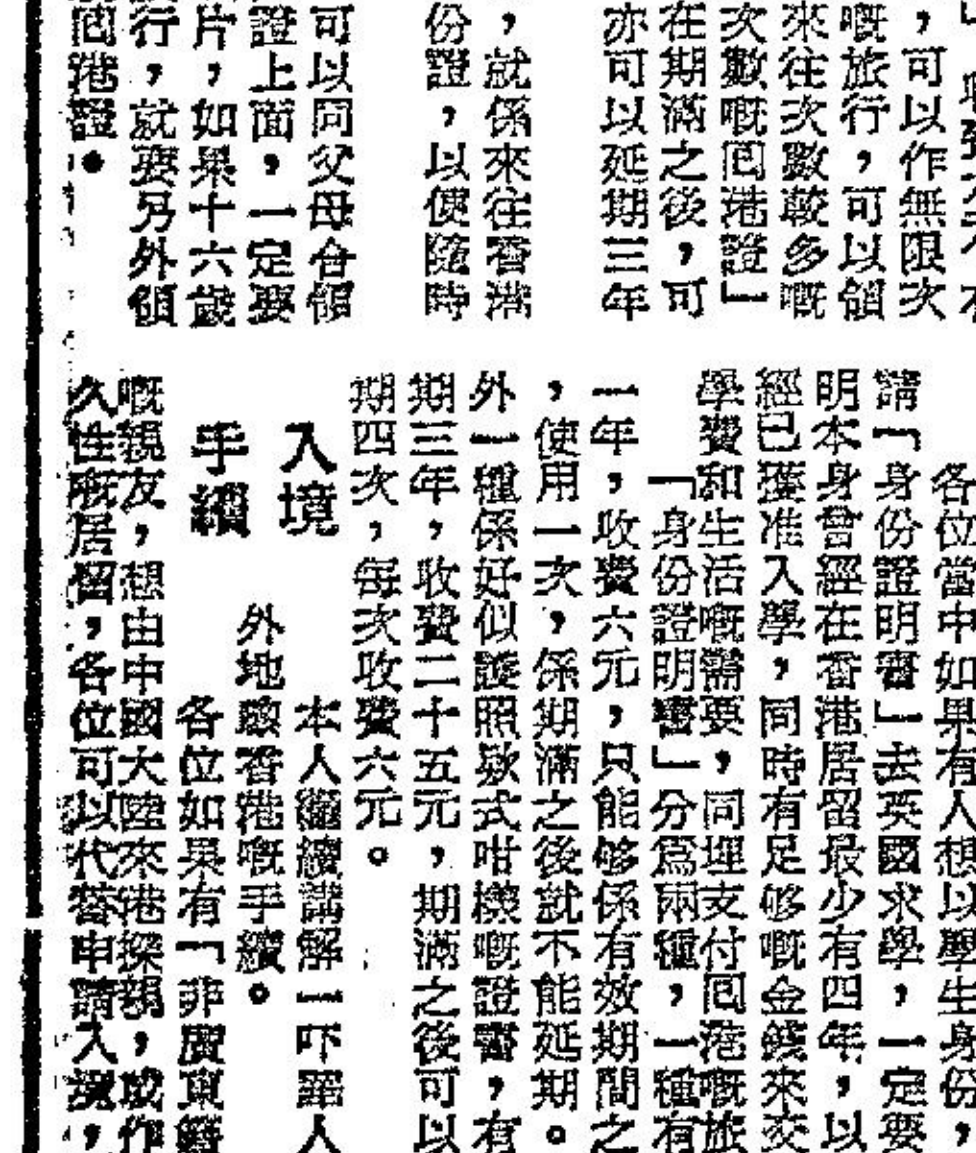 ，可以作無限次
嘅旅行，可以領
來往次數較多嘅
次數嘅囘港證」
在期滿之後，可
亦可以延期三年
，就係來往香港
份證，以便隨時
可以同父母合領
證上面，一定要
片，如果十六歲
行，就要另外領
囘港證。
各位當中如果有人想以學生身份，
請「身份證明書」去英國求學，一定要
明本身曾經在香港居留最少有四年，以
經已獲准入學，同時有足够嘅金錢來交
學費和生活嘅需要，同埋支付囘港嘅旅
「身份證明書」分爲兩種，一種有
一年，收費六元，只能够係有效期間之
，使用一次，係期滿之後就不能延期。
外一種係好似護照欵式咁樣嘅證書，有
期三年，收費二十五元，期滿之後可以
期四次，每次收費六元。
入境
手續
本人繼續講解一吓華人
外地嚟香港嘅手續。
各位如果有「非廣東籍
嘅親友，想由中國大陸來港探親，或作
久性嘅居留，各位可以代替申請入境，